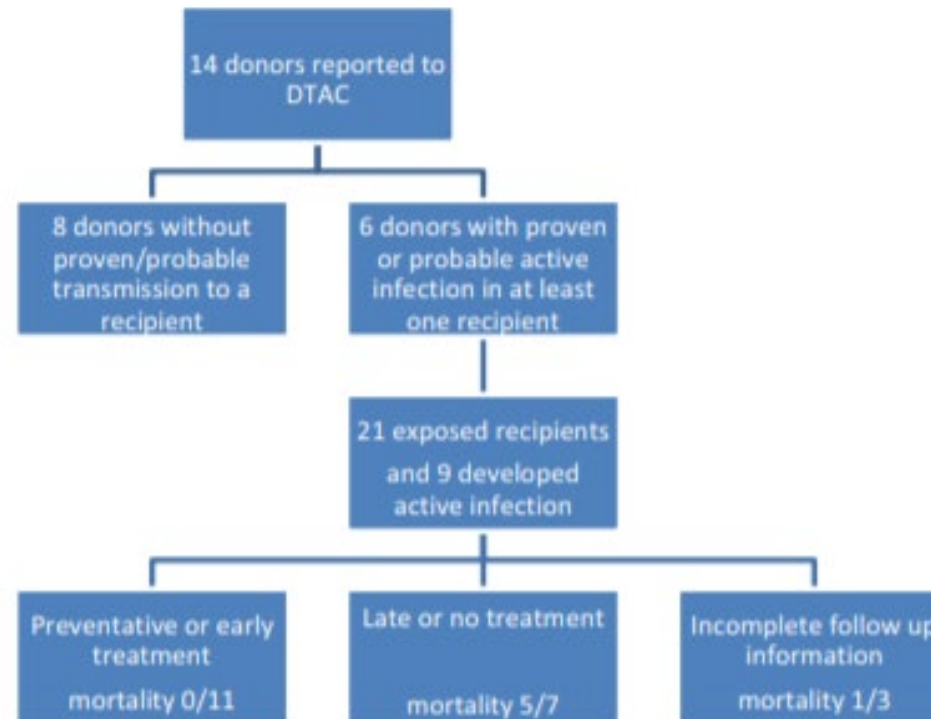 14 donors reported to
DTAC
8 donors without
proven/probable
transmission to a
recipient
6 donors with proven
or probable active
infection in at least
one recipient
21 exposed recipients
and 9 developed
active infection
Preventative or early
treatment
mortality 0/11
Late or no treatment
mortality 5/7
Incomplete follow up
information
mortality 1/3